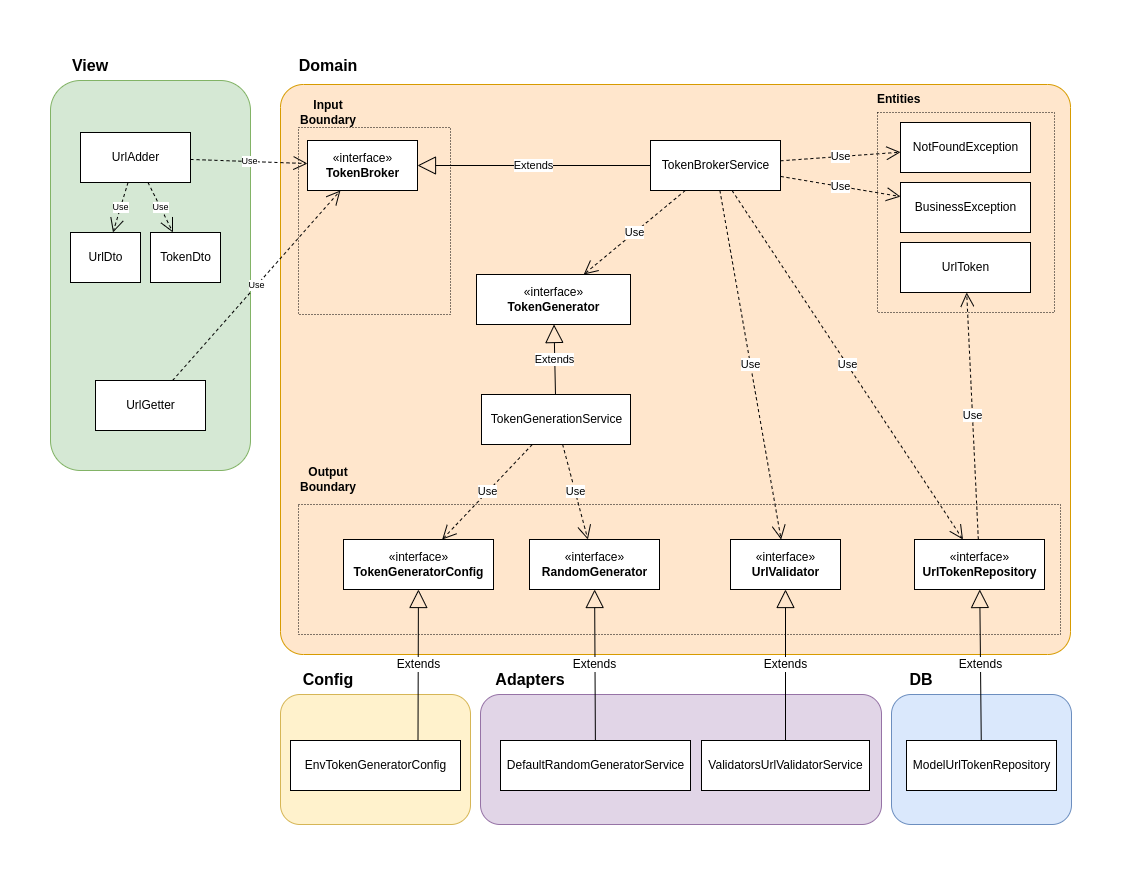 View
Domain
Input
Boundary
Entities
UrlAdder
Use
«interface»
TokenBroker
Extends
TokenBrokerService
Use
NotFoundException
Use
BusinessException
Use
Use
UrlDto
TokenDto
Use
UrlToken
Use
«interface»
TokenGenerator
Extends
Use
Use
UrlGetter
TokenGenerationService
Use
Output
Boundary
Use
Use
«interface»
TokenGeneratorConfig
«interface»
RandomGenerator
«interface»
UrlValidator
«interface»
UrlTokenRepository
Extends
Extends
Extends
Extends
Config
Adapters
DB
EnvTokenGeneratorConfig
DefaultRandomGeneratorService
ValidatorsUrlValidatorService
ModelUrlTokenRepository